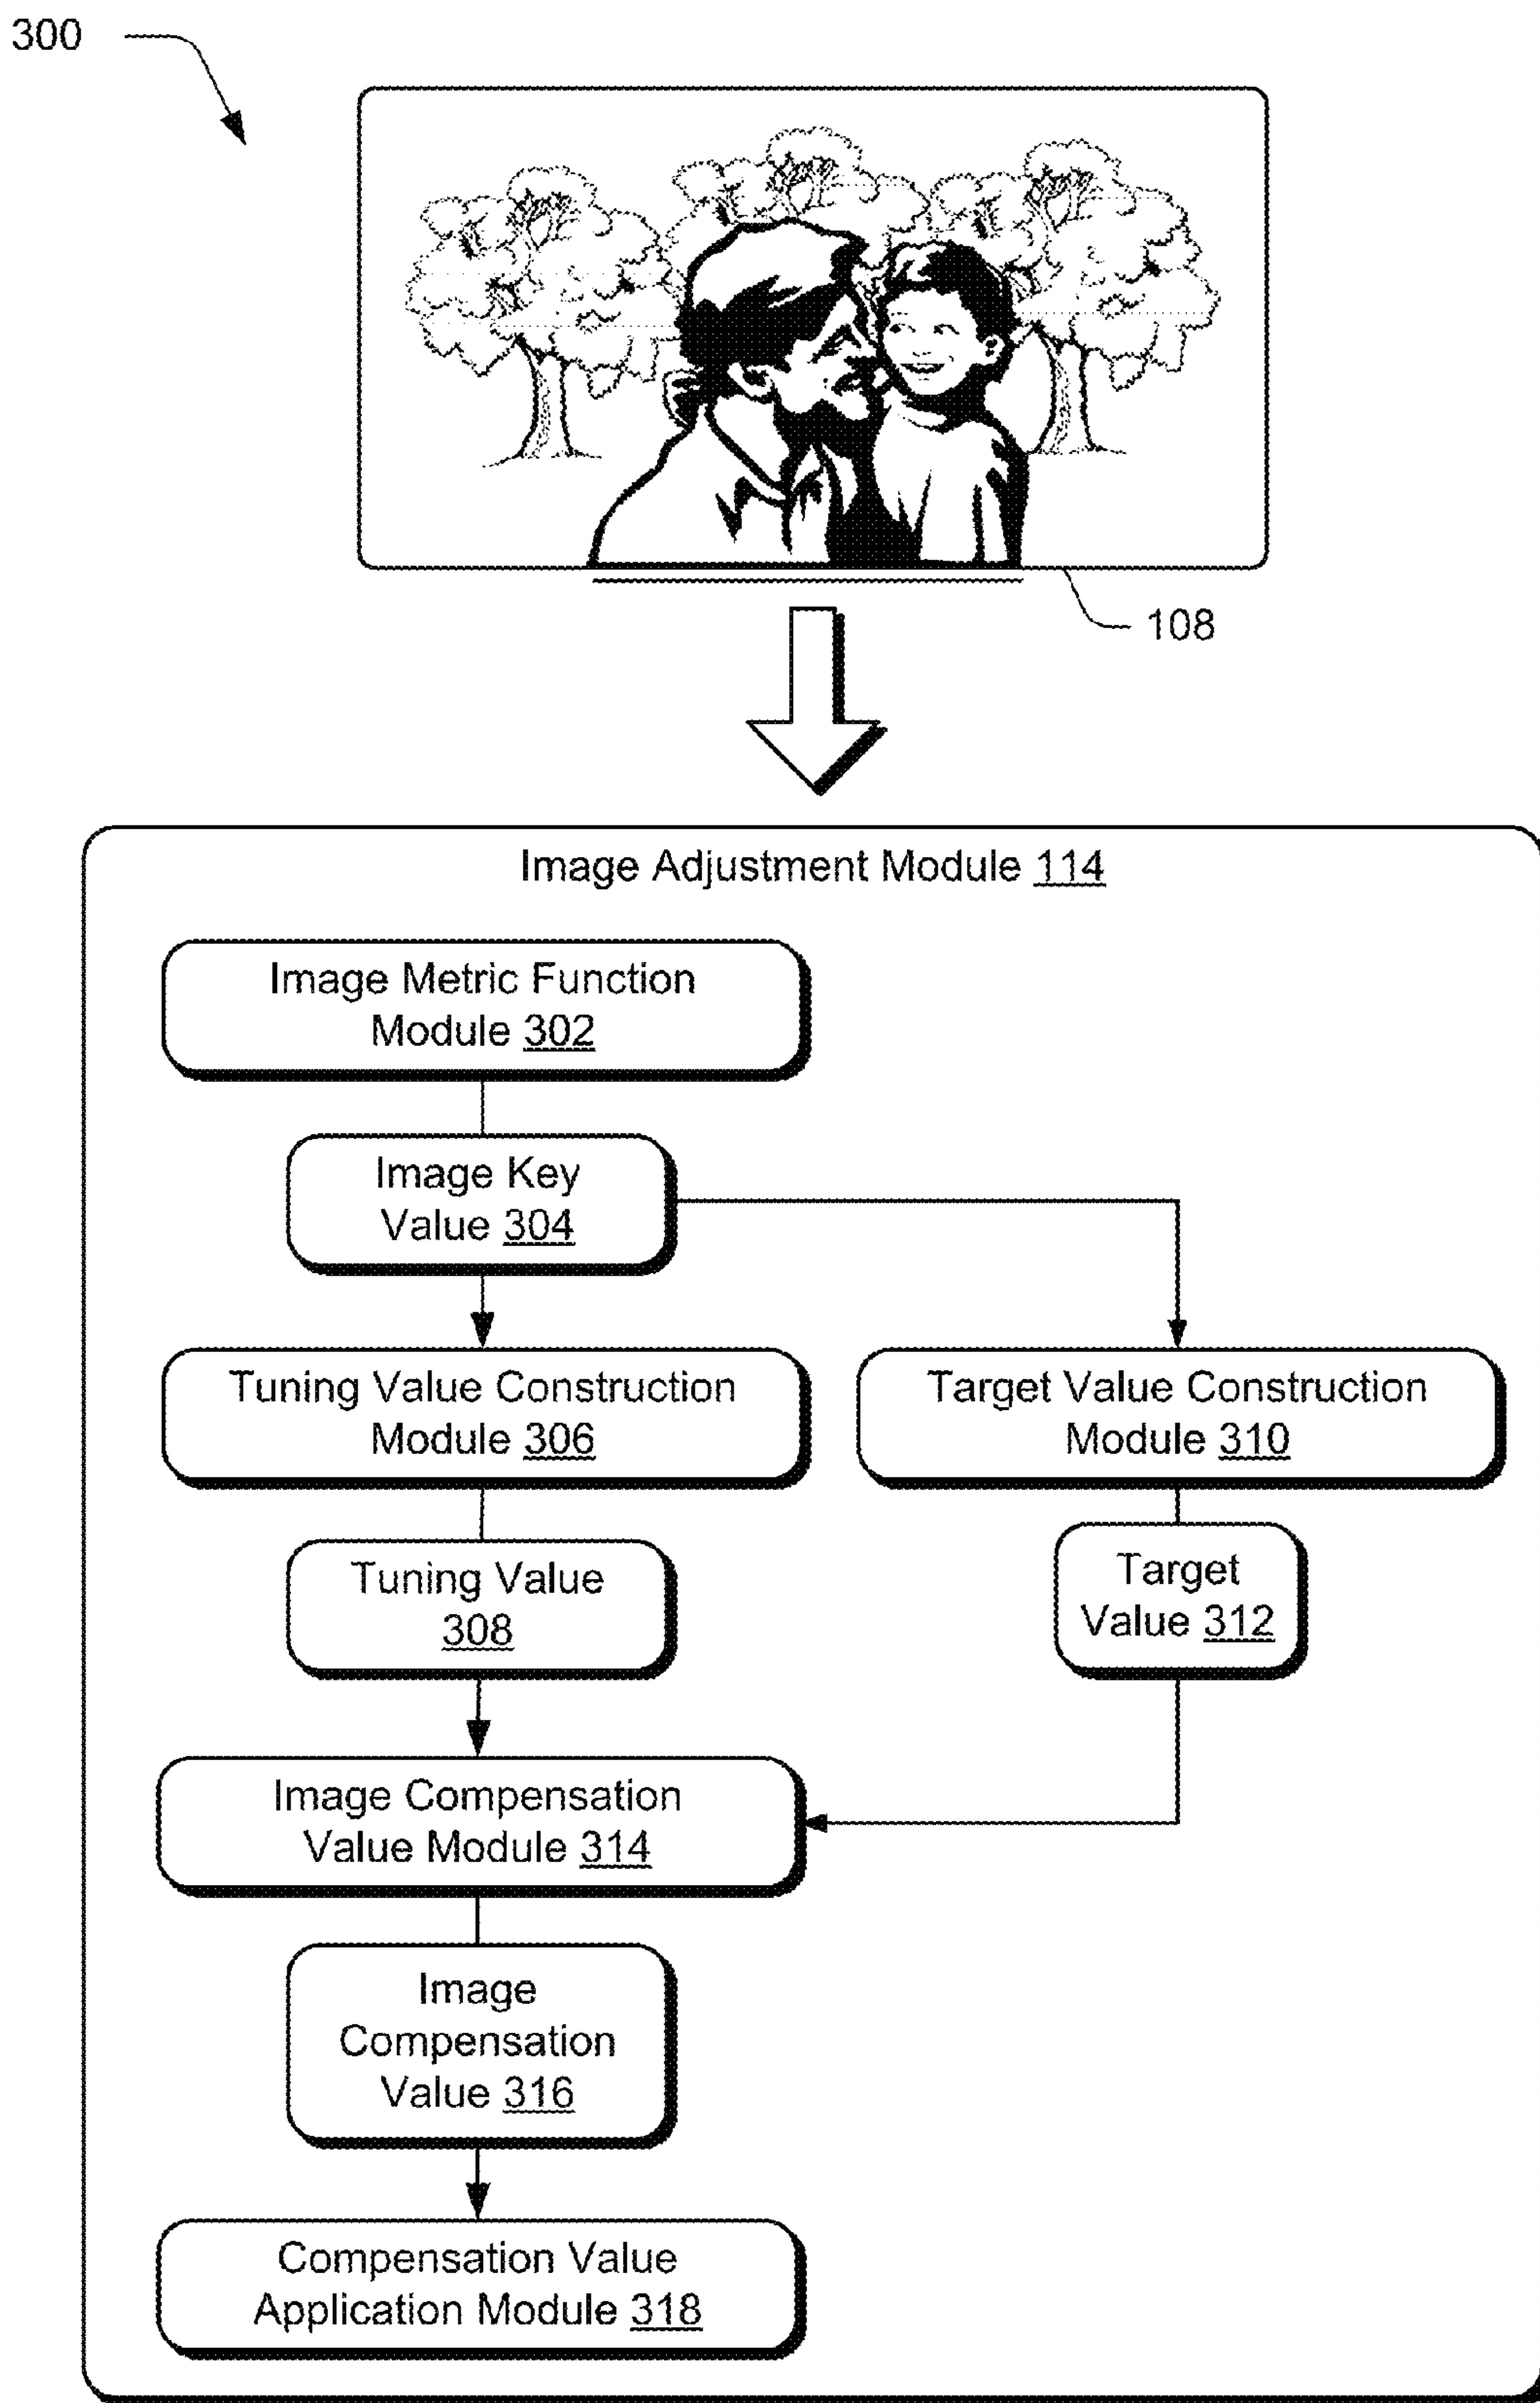 300
108
Image Adjustment Module 114
Image Metric Function
Module 302
Image Key
Value 304
Tuning Value Construction
Module 306
Target Value Construction
Module 310
Tuning Value
308
Target
Value 312
Image Compensation
Value Module 314
Image
Compensation
Value 316
Compensation Value
Application Module 318